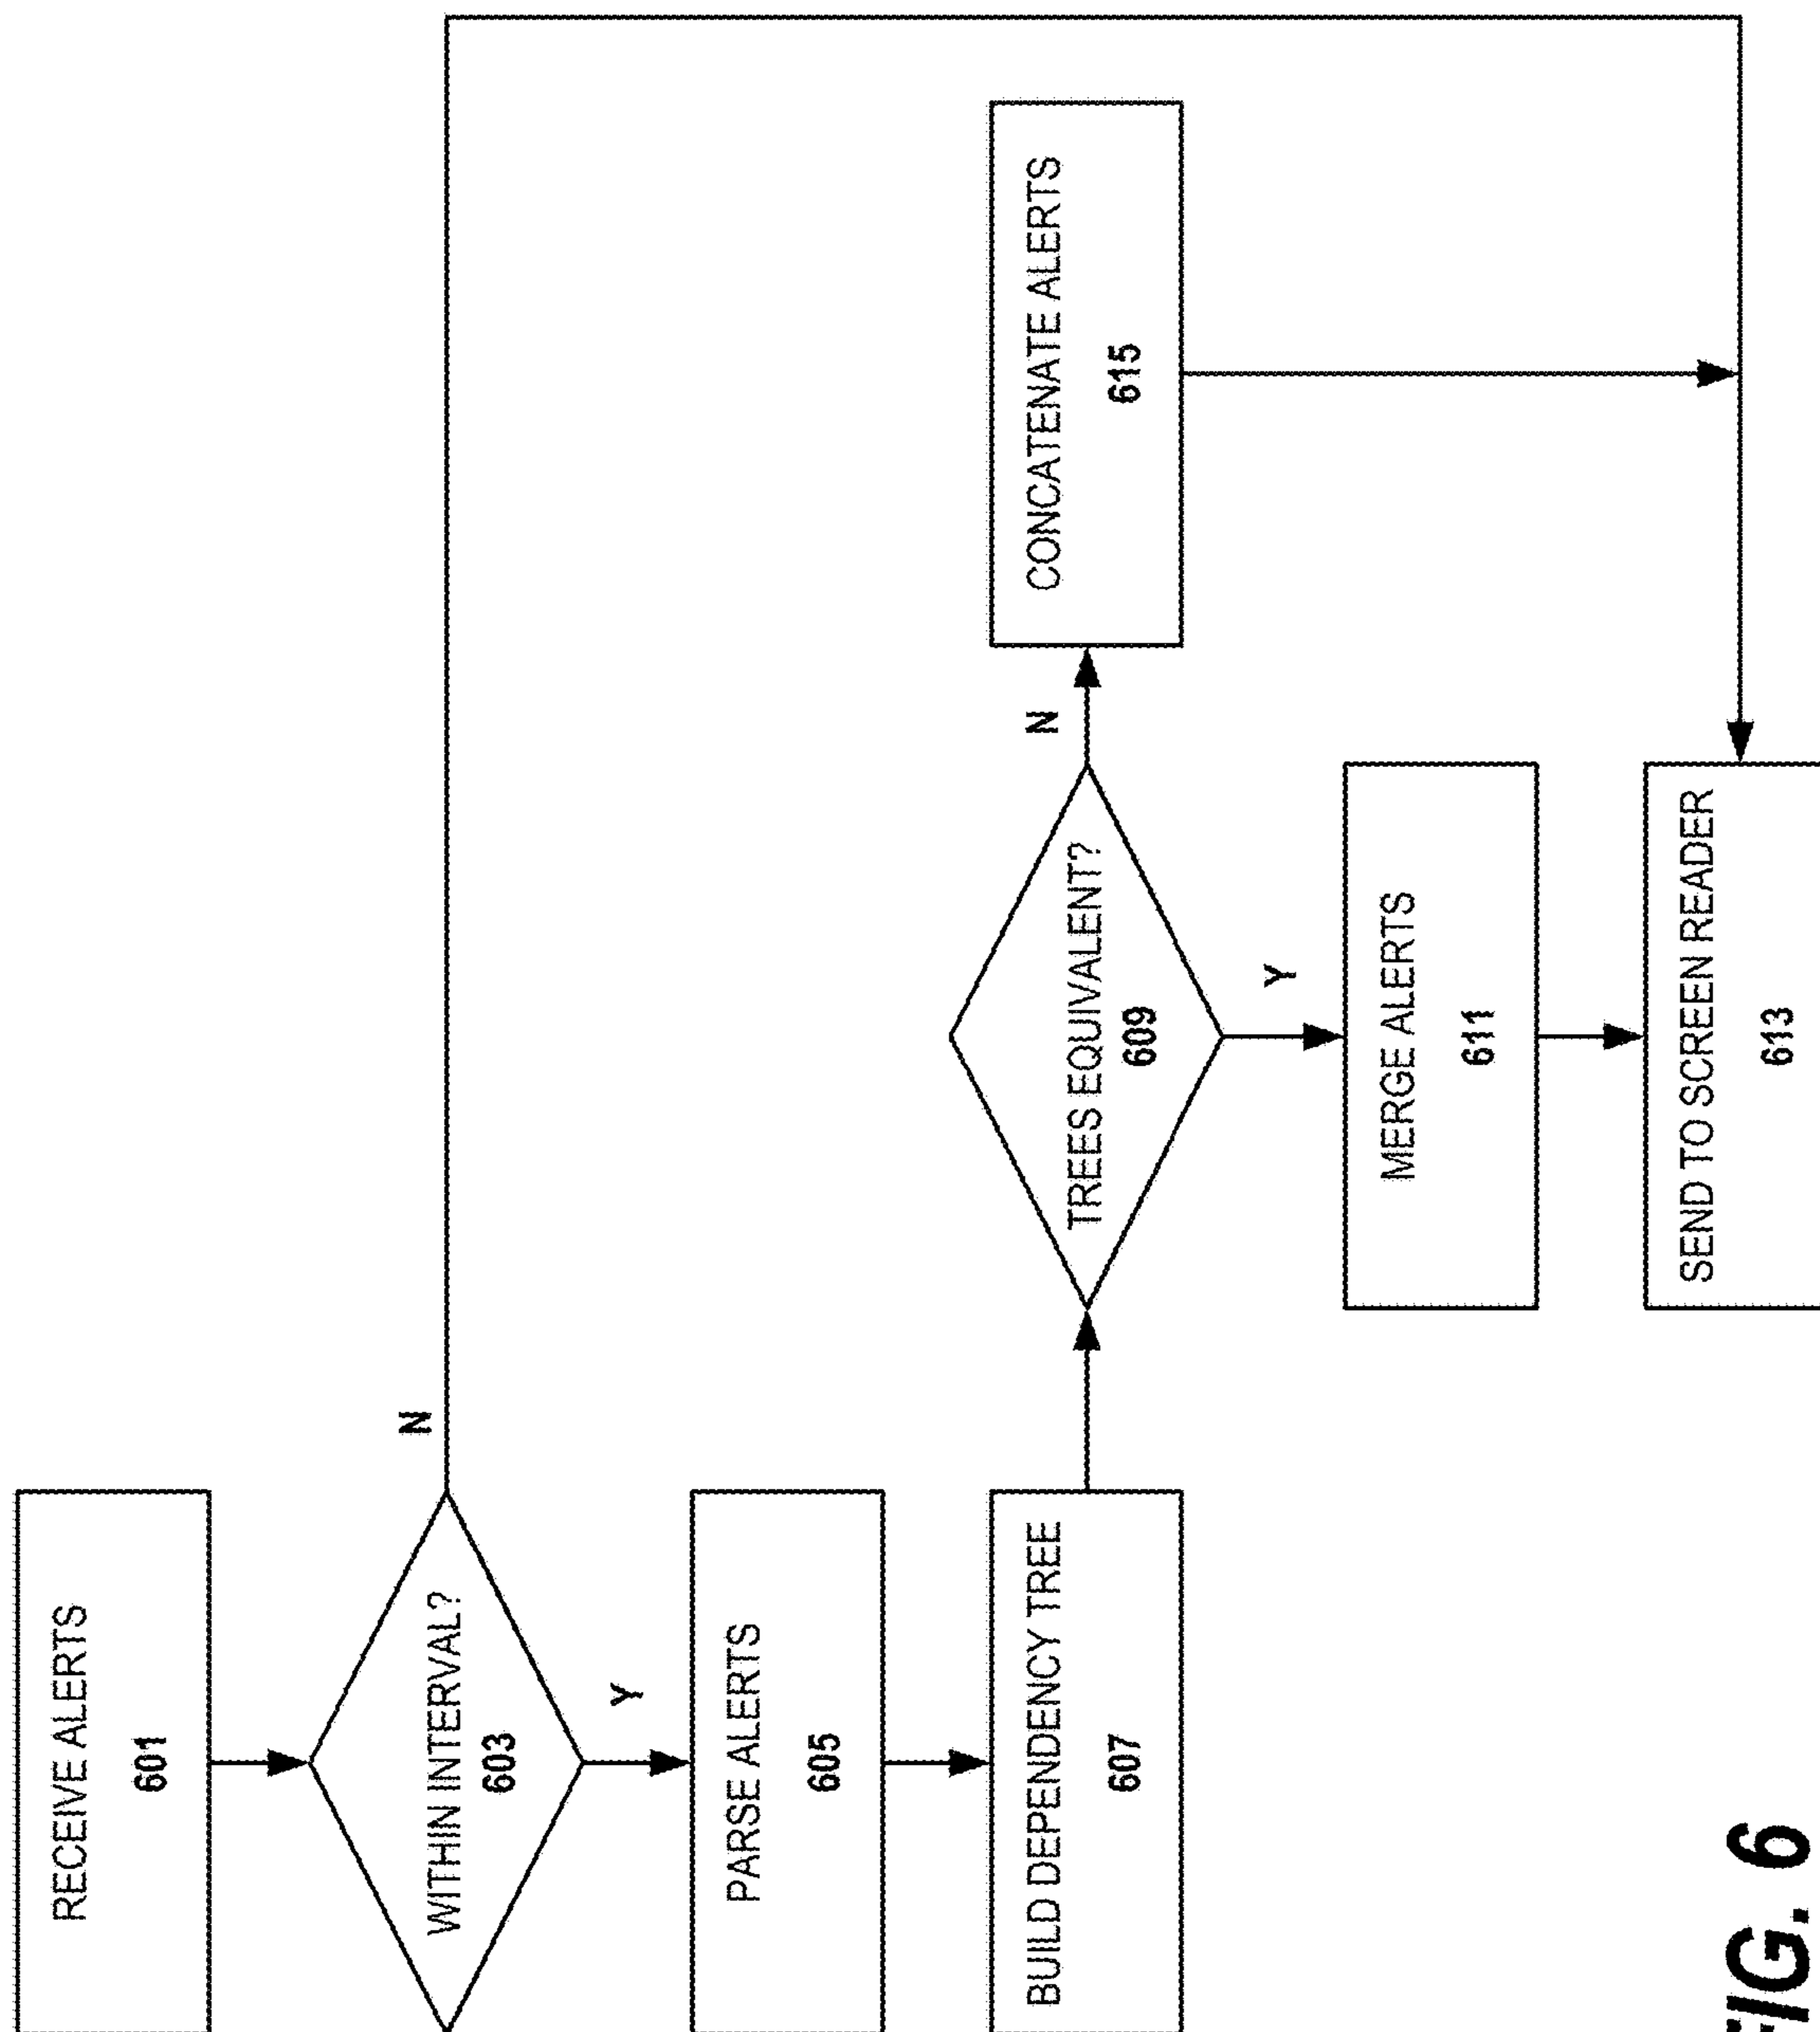 RECEIVE ALERTS
601
WITHIN INTERVAL?
603
N
Y
PARSE ALERTS
605
BUILD DEPENDENCY TREE
607
TREES EQUIVALENT?
609
N
CONCATENATE ALERTS
615
Y
MERGE ALERTS
611
SEND TO SCREEN READER
613
FIG. 6